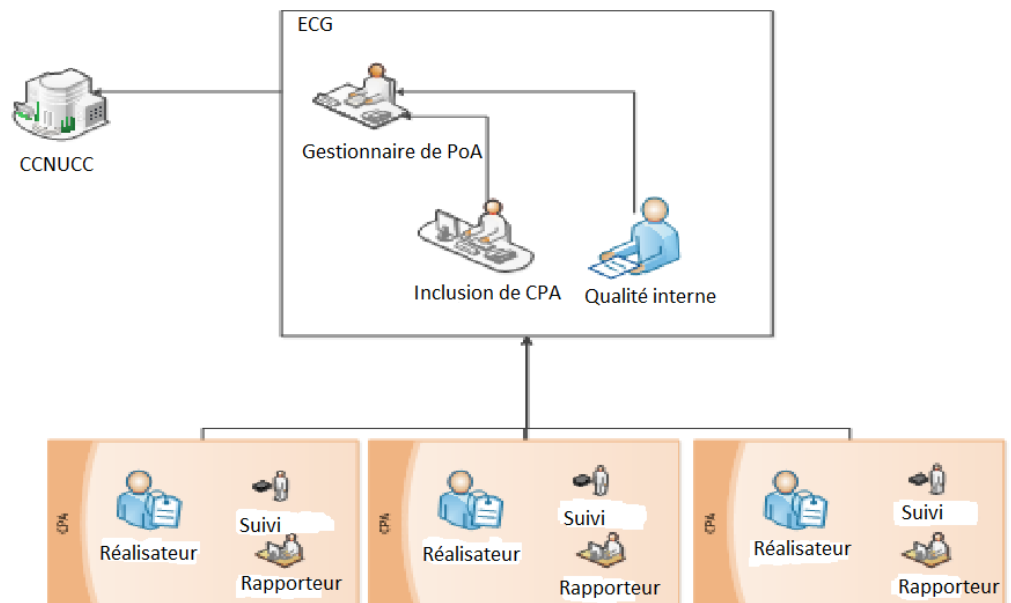 ECG
CCNUCC
Gestionnaire de PoA
Inclusion de CPA
Qualité interne
CPA
Réalisateur
Suivi
Rapporteur
CPA
Réalisateur
Suivi
Rapporteur
CPA
Réalisateur
Suivi
Rapporteur